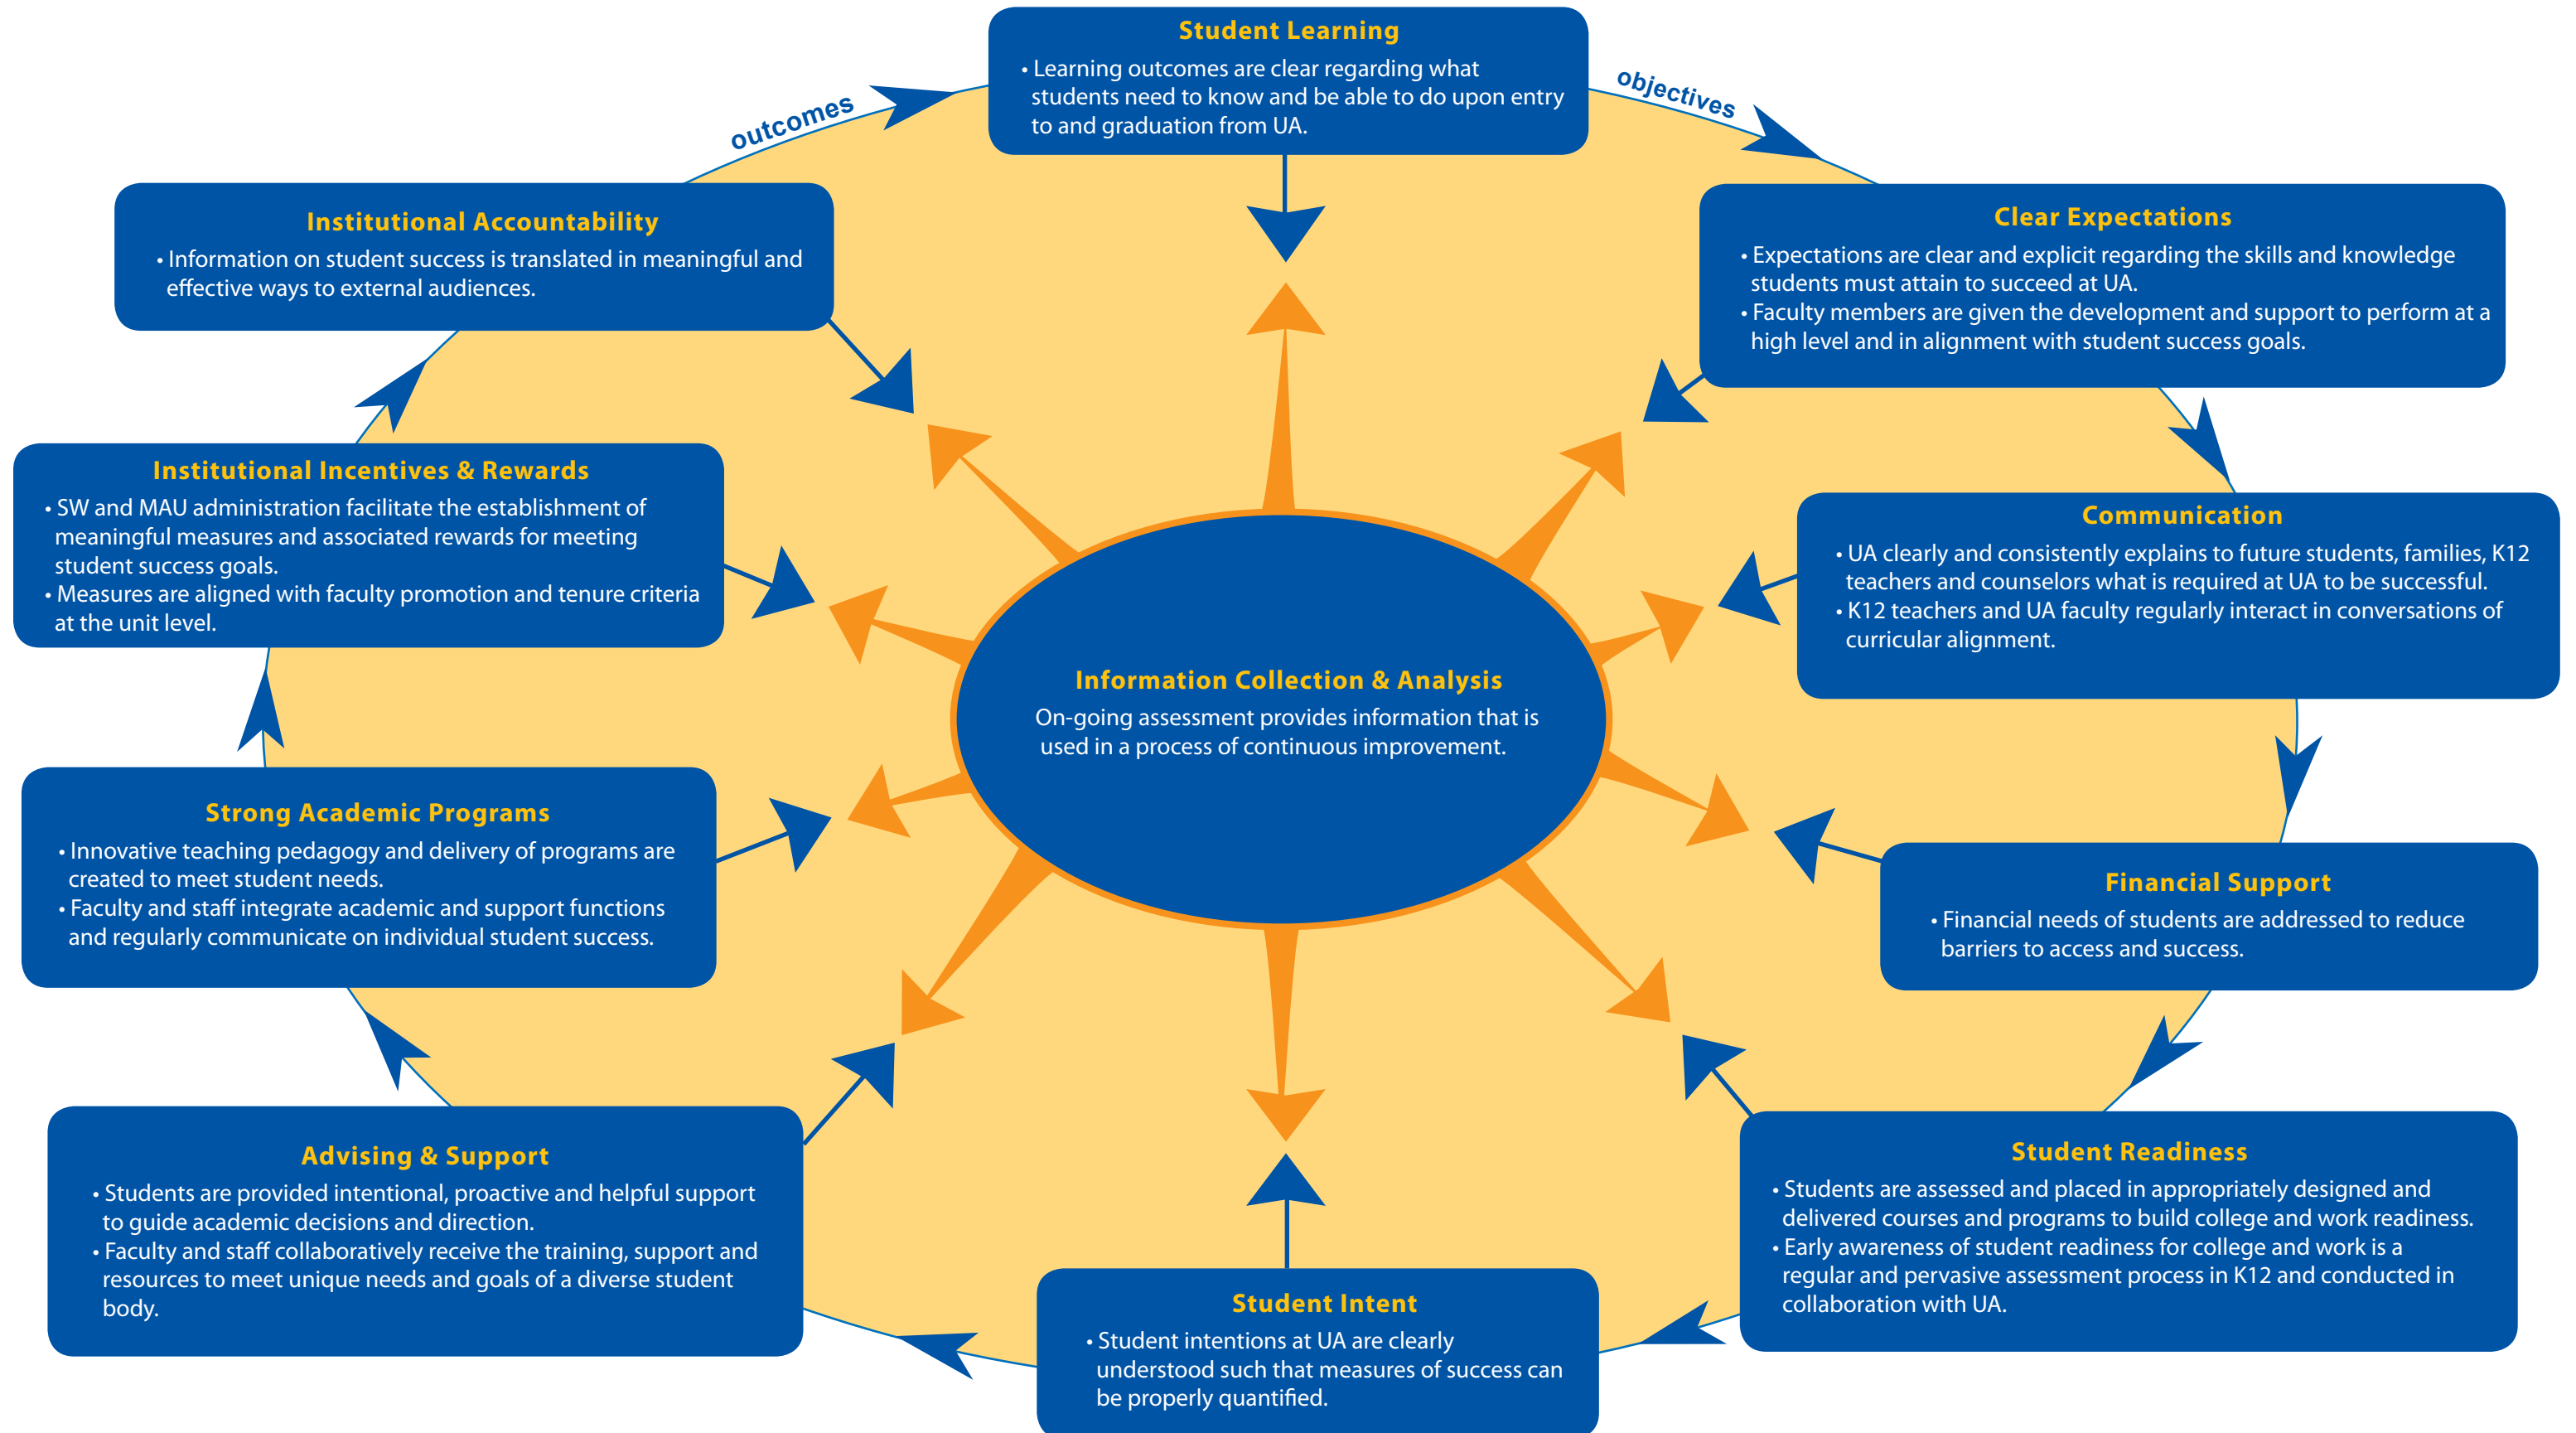 Student Learning
• Learning outcomes are clear regarding what
students need to know and be able to do upon entry
to and graduation from UA.
outcomes
objectives
Institutional Accountability
• Information on student success is translated in meaningful and
effective ways to external audiences.
Clear Expectations
• Expectations are clear and explicit regarding the skills and knowledge
students must attain to succeed at UA.
• Faculty members are given the development and support to perform at a
high level and in alignment with student success goals.
Institutional Incentives & Rewards
• SW and MAU administration facilitate the establishment of
meaningful measures and associated rewards for meeting
student success goals.
• Measures are aligned with faculty promotion and tenure criteria
at the unit level.
Communication
• UA clearly and consistently explains to future students, families, K12
teachers and counselors what is required at UA to be successful.
• K12 teachers and UA faculty regularly interact in conversations of
curricular alignment.
Information Collection & Analysis
On-going assessment provides information that is
used in a process of continuous improvement.
Strong Academic Programs
• Innovative teaching pedagogy and delivery of programs are
created to meet student needs.
• Faculty and staff integrate academic and support functions
and regularly communicate on individual student success.
Financial Support
• Financial needs of students are addressed to reduce
barriers to access and success.
Advising & Support
• Students are provided intentional, proactive and helpful support
to guide academic decisions and direction.
• Faculty and staff collaboratively receive the training, support and
resources to meet unique needs and goals of a diverse student
body.
Student Readiness
• Students are assessed and placed in appropriately designed and
delivered courses and programs to build college and work readiness.
• Early awareness of student readiness for college and work is a
regular and pervasive assessment process in K12 and conducted in
collaboration with UA.
Student Intent
• Student intentions at UA are clearly
understood such that measures of success can
be properly quantified.